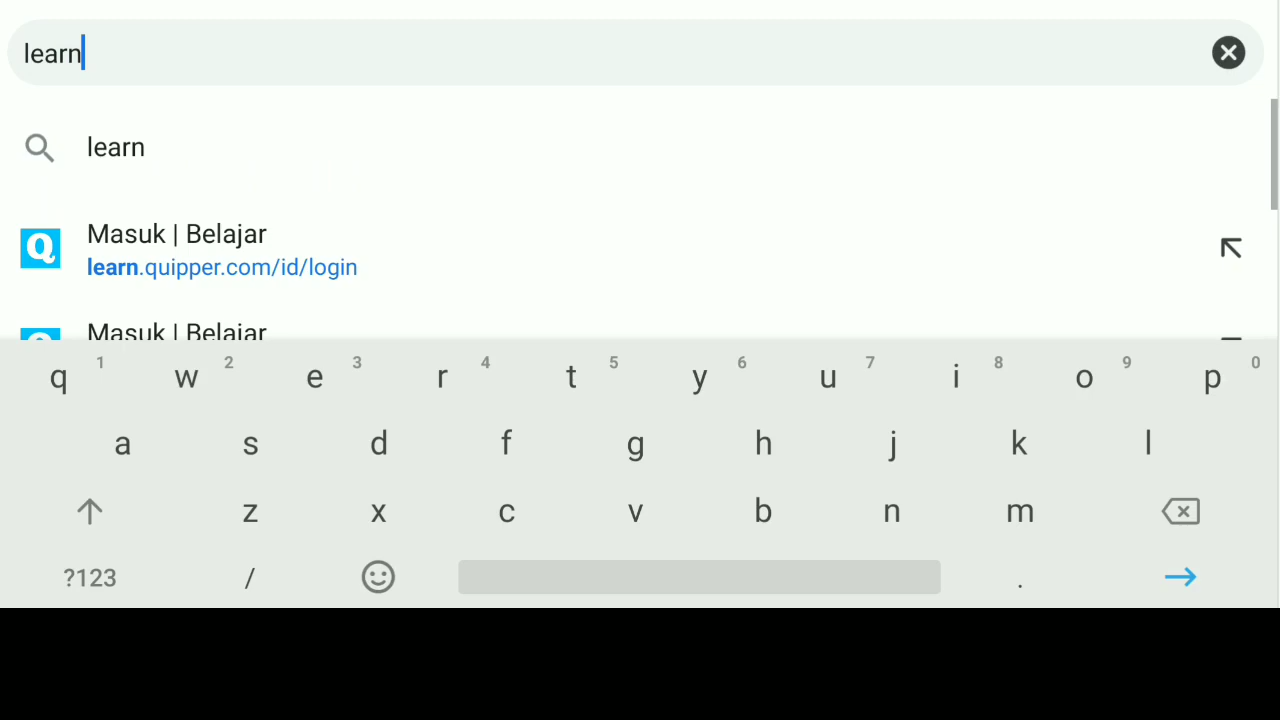 learn
learn
Masuk | Belajar
learn.quipper.com/id/login
Masuk | Belajar
q 1 w 2 e 3 r 4 t 5 y 6 u 7 i 8 o 9 p 0
a s d f g h j k l
z x c v b n m
?123 / .